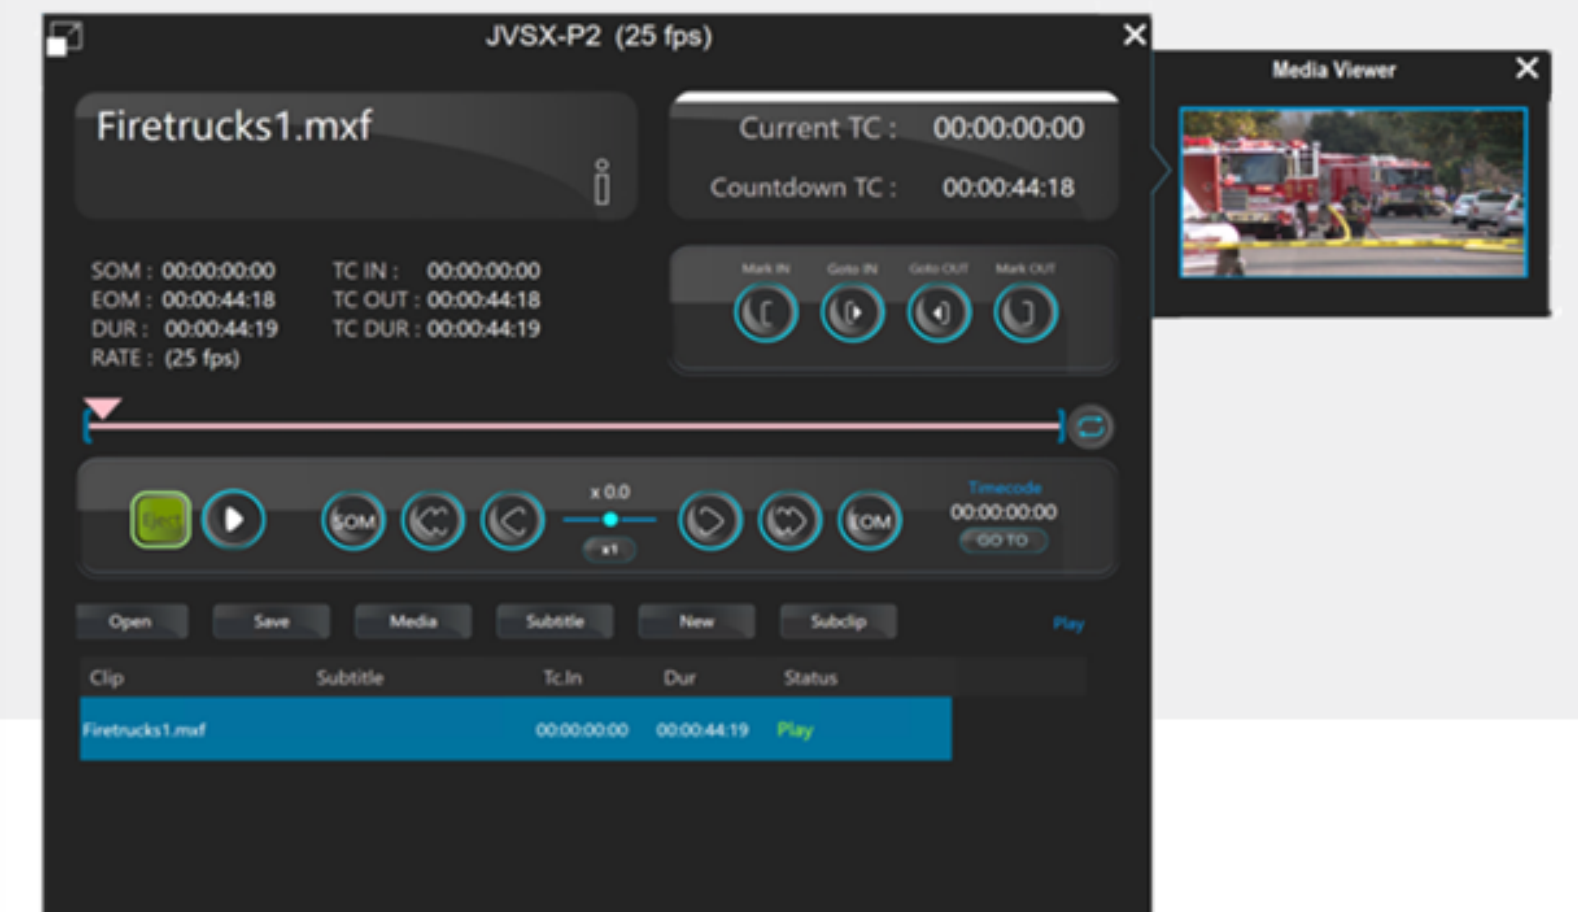 JVSX-P2 (25 fps)
Media Viewer
Firetrucks1.mxf
Current TC : 00:00:00:00
Countdown TC : 00:00:44:18
SOM : 00:00:00:00 TC IN : 00:00:00:00
EOM : 00:00:44:18 TC OUT : 00:00:44:18
DUR : 00:00:44:19 TC DUR : 00:00:44:19
RATE : (25 fps)
Mark IN Goto IN Goto OUT Mark OUT
x 0.0
Timecode
Eject SOM EOM 00:00:00:00
x1 GO TO
Open Save Media Subtitle New Subclip Play
Clip Subtitle Tc.In Dur Status
Firetrucks1.mxf 00:00:00:00 00:00:44:19 Play